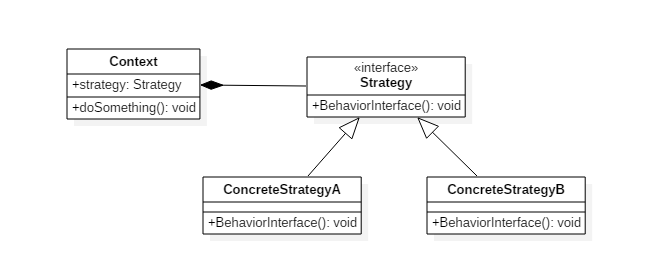 Context
+strategy: Strategy
+doSomething(): void
«interface»
Strategy
+BehaviorInterface(): void
ConcreteStrategyA
+BehaviorInterface(): void
ConcreteStrategyB
+BehaviorInterface(): void